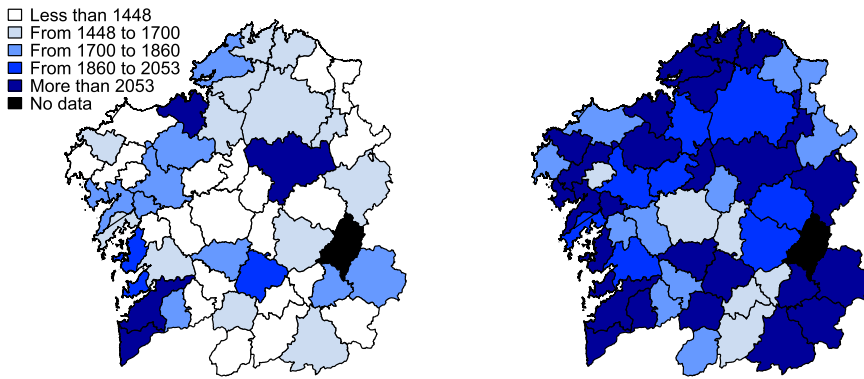 Less than 1448
From 1448 to 1700
From 1700 to 1860
From 1860 to 2053
More than 2053
No data